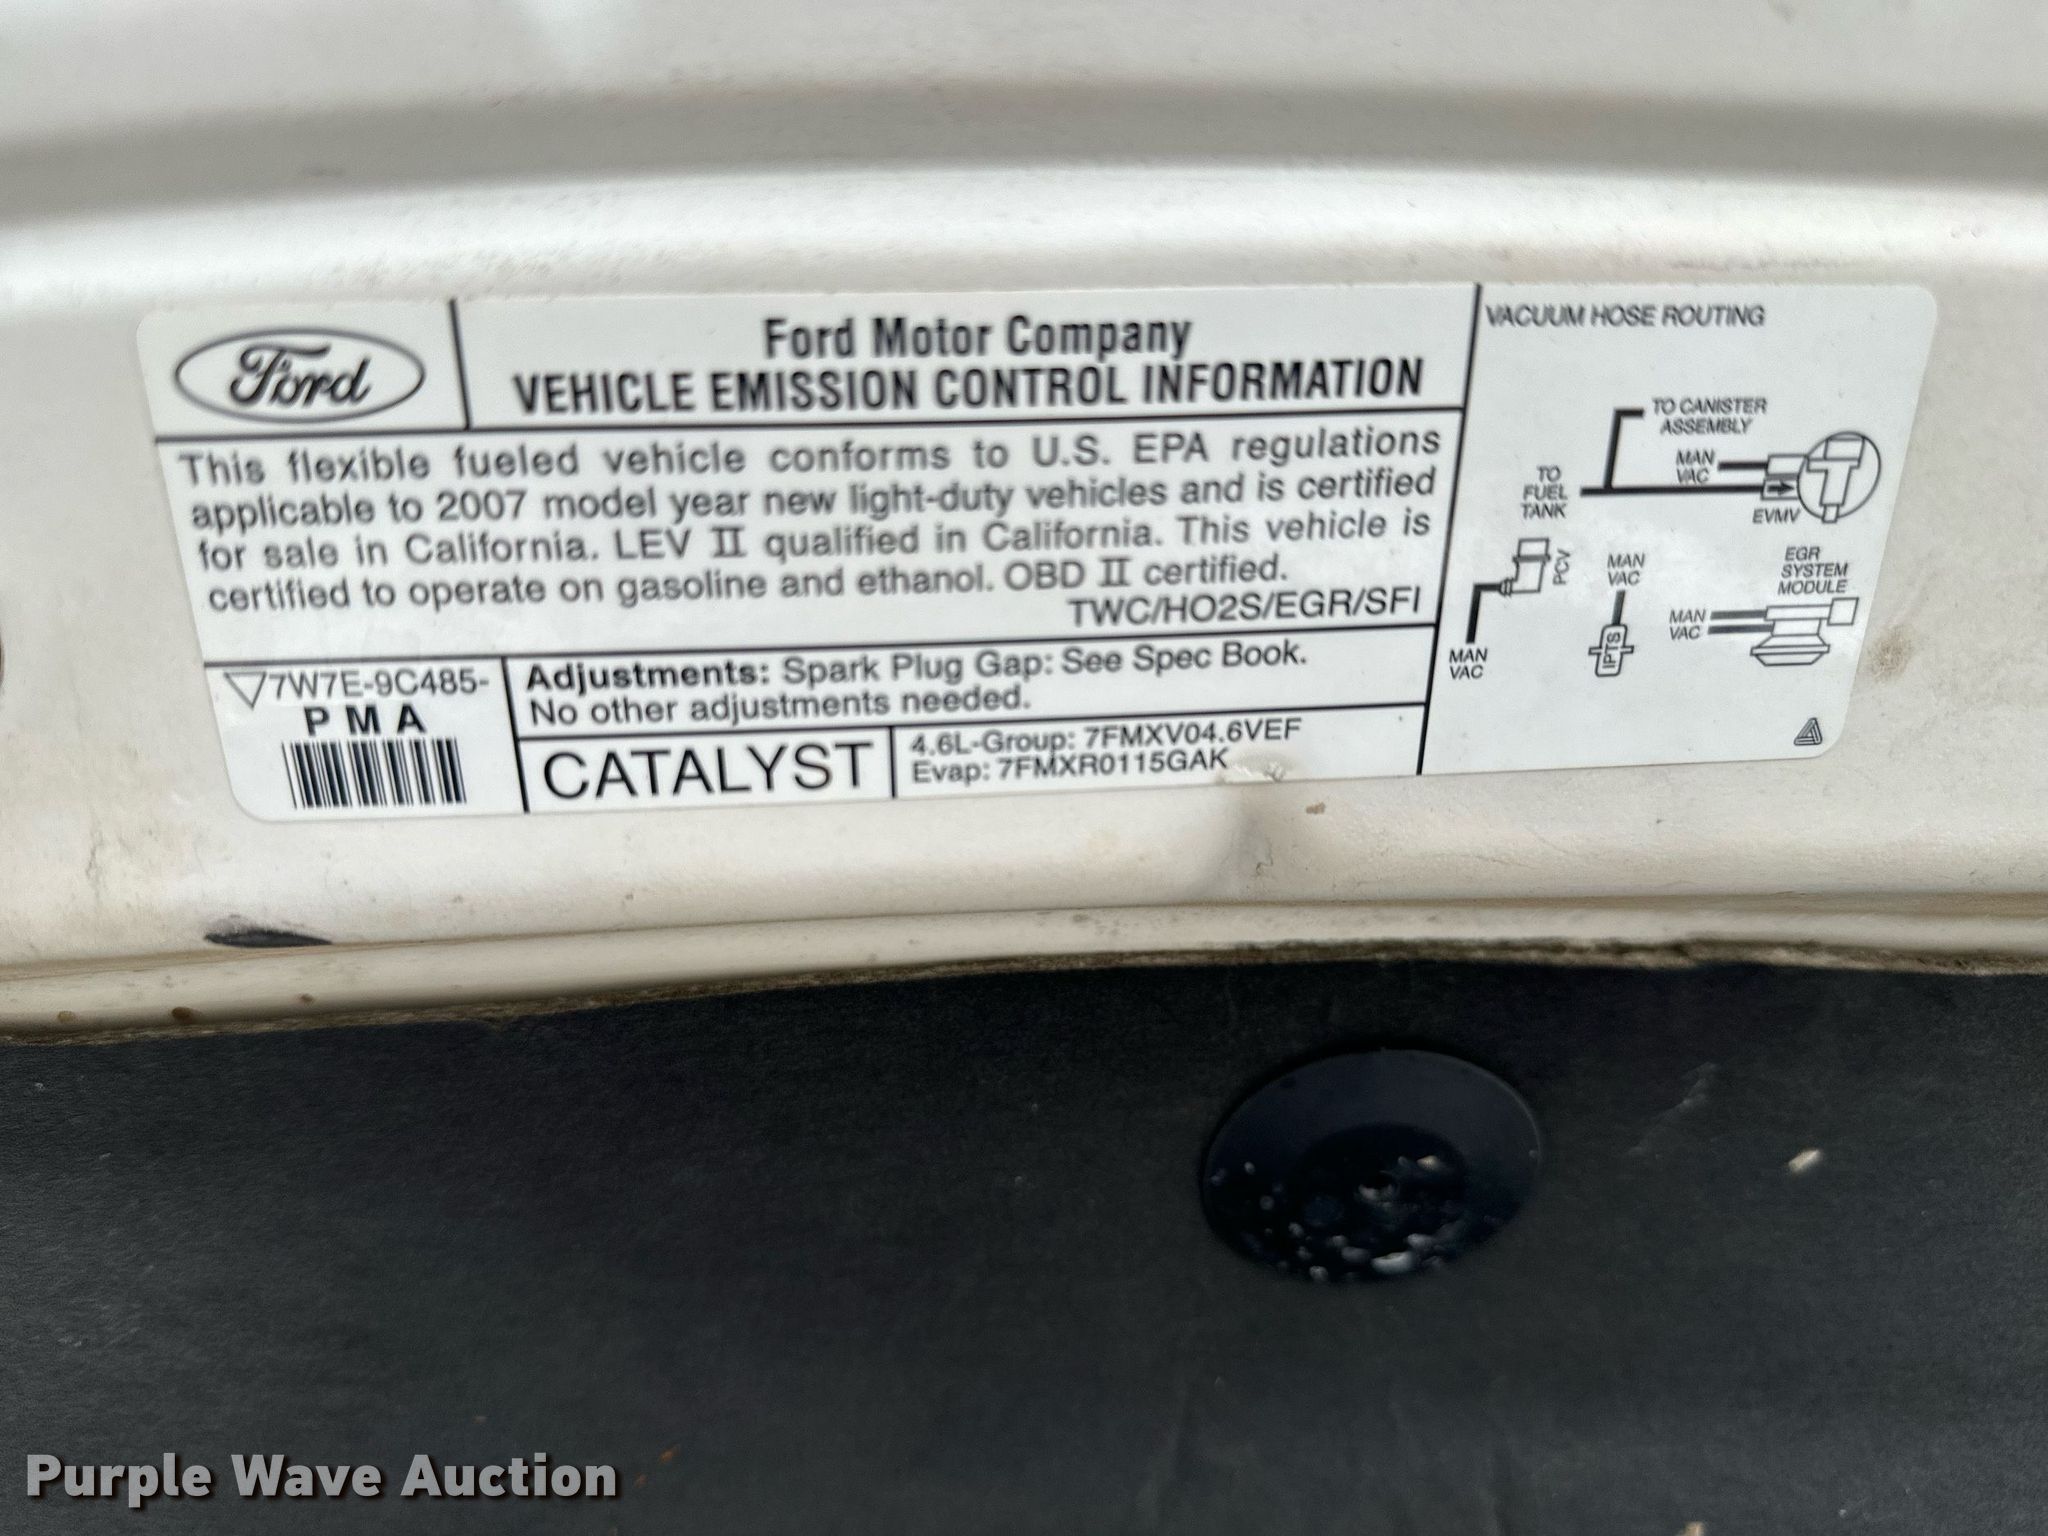 Ford
Ford Motor Company
VEHICLE EMISSION CONTROL INFORMATION
This flexible fueled vehicle conforms to U.S. EPA regulations
applicable to 2007 model year new light-duty vehicles and is certified
for sale in California. LEV II qualified in California. This vehicle is
certified to operate on gasoline and ethanol. OBD II certified.
TWC/HO2S/EGR/SFI
7W7E-9C485-
PMA
Adjustments: Spark Plug Gap: See Spec Book.
No other adjustments needed.
CATALYST
4.6L-Group: 7FMXV04.6VEF
Evap: 7FMXR0115GAK
VACUUM HOSE ROUTING
TO CANISTER
ASSEMBLY
MAN
VAC
TO
FUEL
TANK
EVMV
PCV
MAN
VAC
MAN
VAC
IPTS
EGR
SYSTEM
MODULE
MAN
VAC
Purple Wave Auction